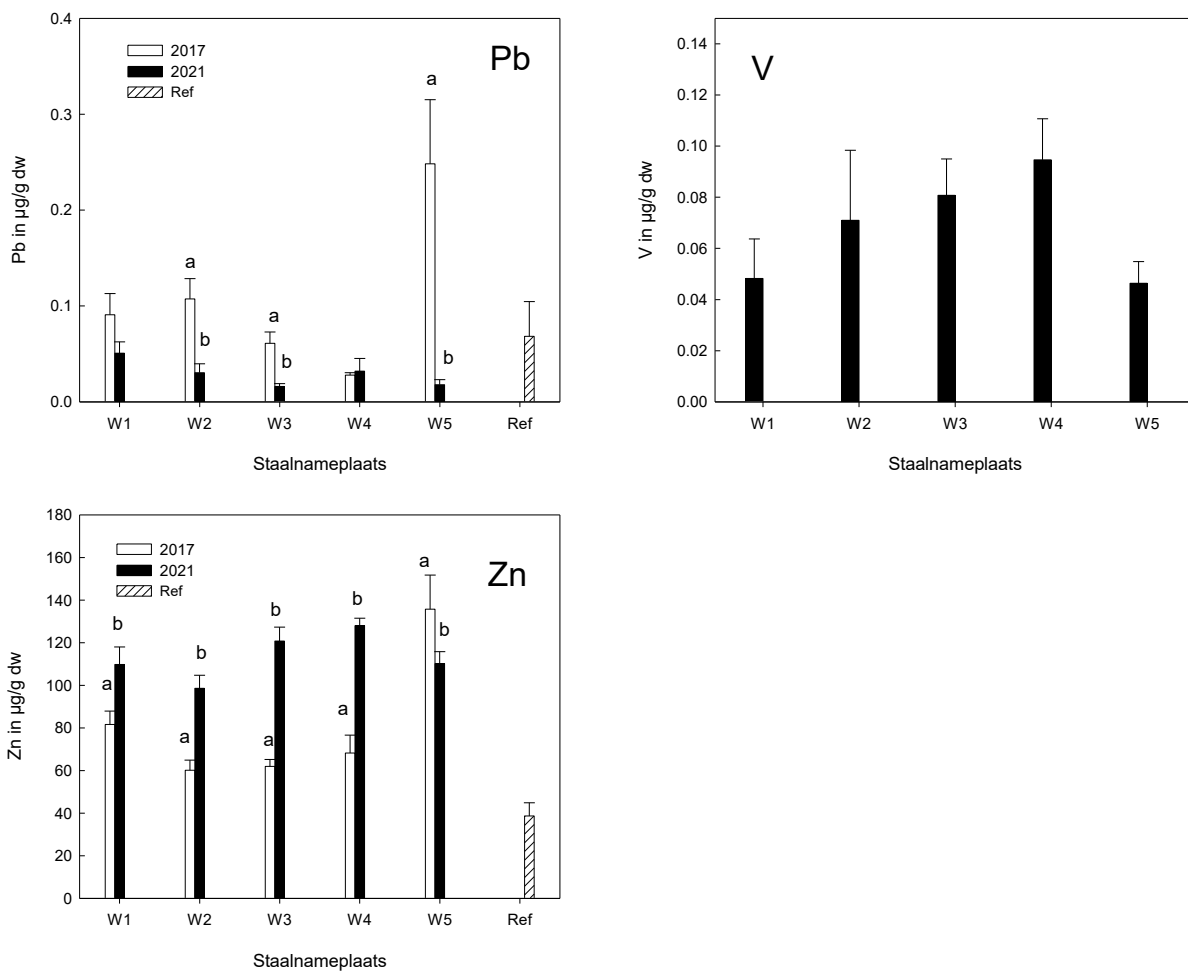 Pb
2017
2021
Ref
0.4
0.3
0.2
0.1
0.0
Pb in µg/g dw
a
b
a
b
a
b
W1 W2 W3 W4 W5 Ref
Staalnameplaats
V
0.14
0.12
0.10
0.08
0.06
0.04
0.02
0.00
V in µg/g dw
W1 W2 W3 W4 W5
Staalnameplaats
Zn
2017
2021
Ref
180
160
140
120
100
80
60
40
20
0
Zn in µg/g dw
a
b
a
b
a
b
a
b
a
b
W1 W2 W3 W4 W5 Ref
Staalnameplaats